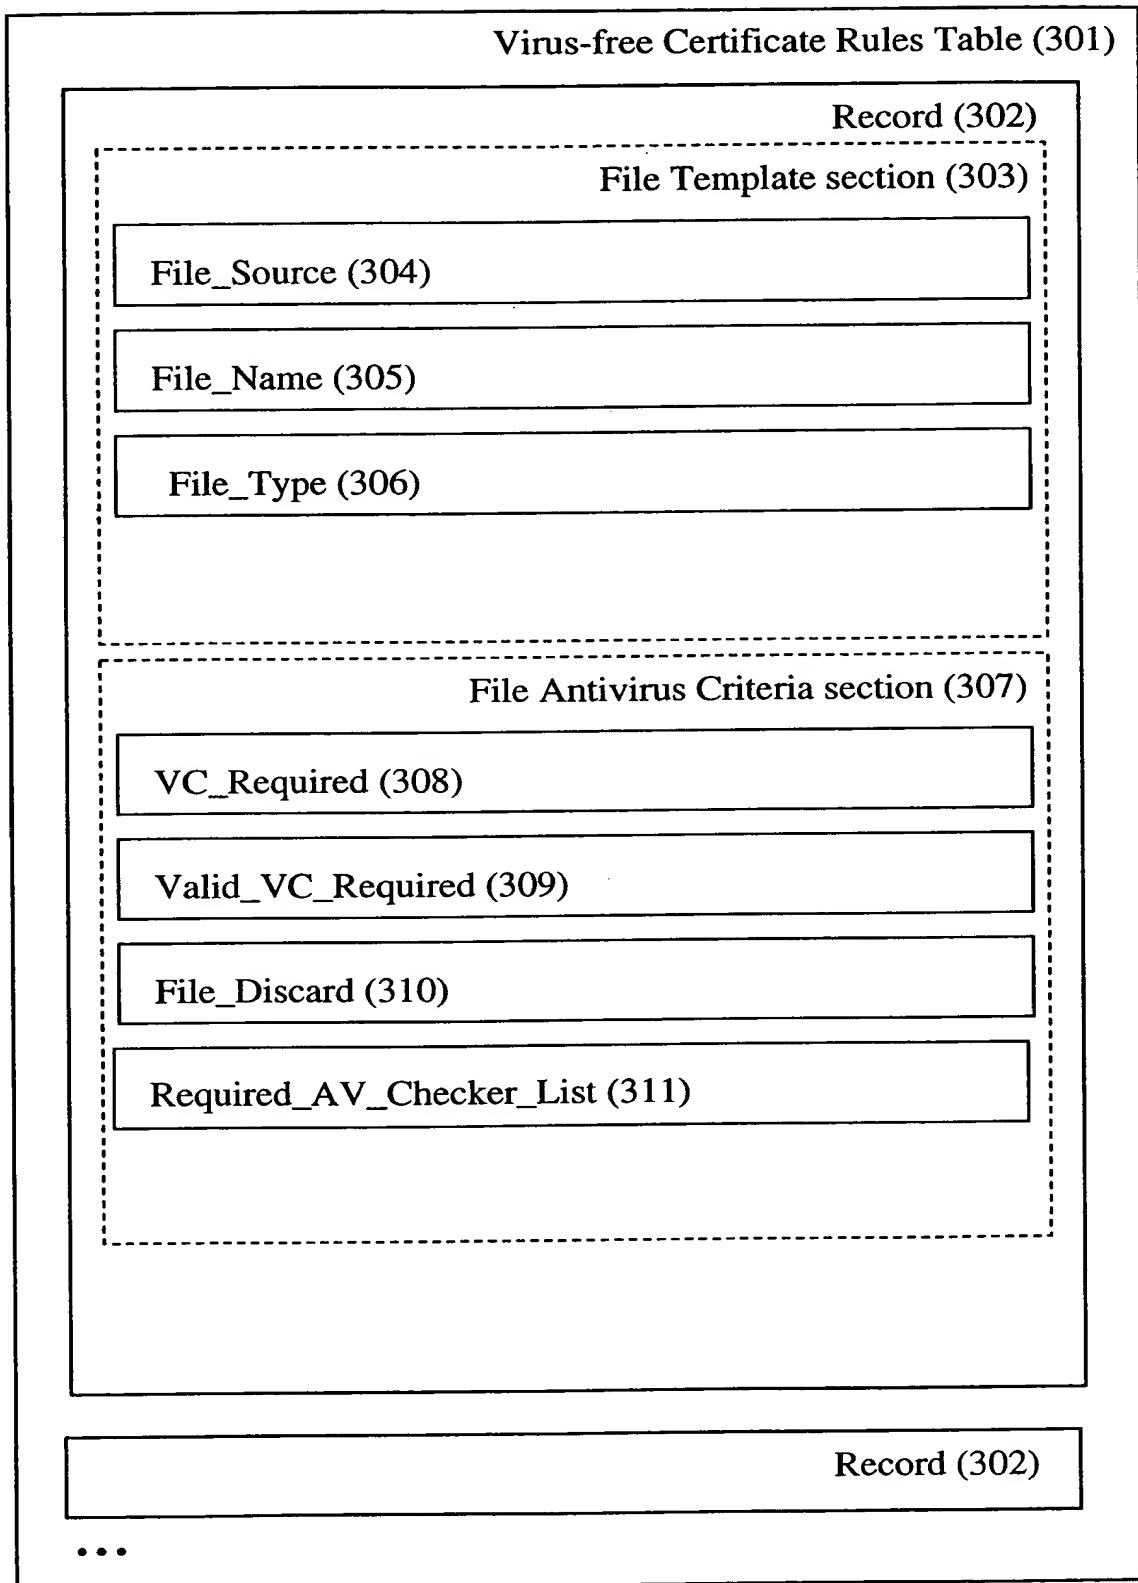 Virus-free Certificate Rules Table (301)
Record (302)
File Template section (303)
File_Source (304)
File_Name (305)
File_Type (306)
File Antivirus Criteria section (307)
VC_Required (308)
Valid_VC_Required (309)
File_Discard (310)
Required_AV_Checker_List (311)
Record (302)
•••